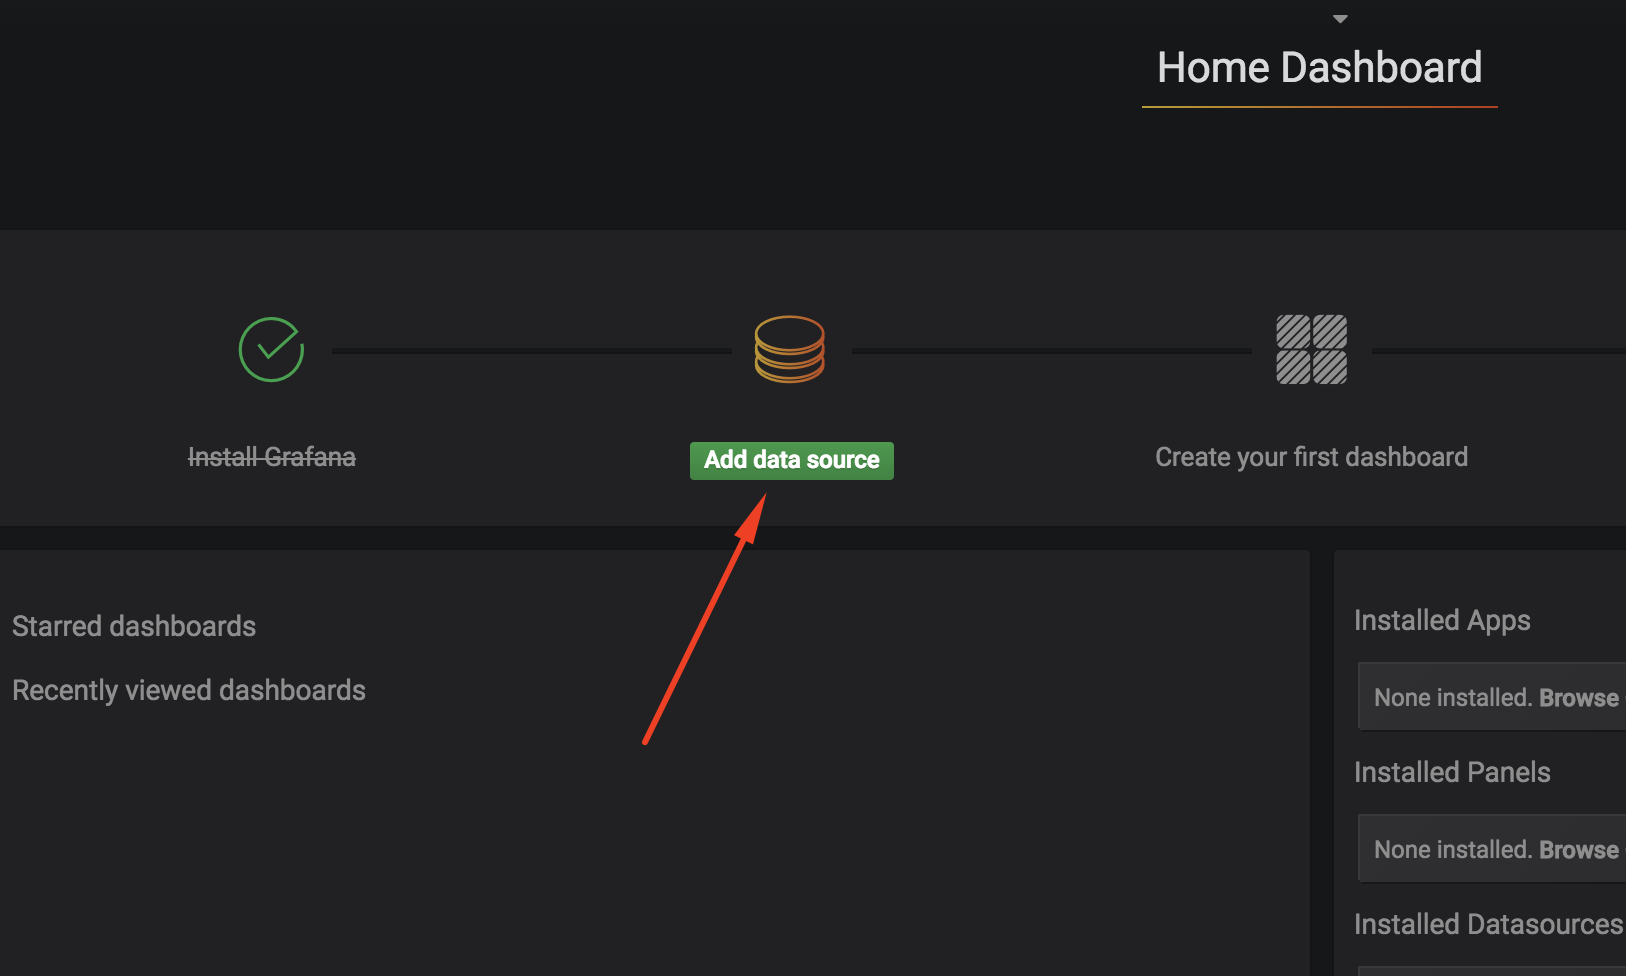 Home Dashboard
Install Grafana
Add data source
Create your first dashboard
Starred dashboards
Recently viewed dashboards
Installed Apps
None installed. Browse
Installed Panels
None installed. Browse
Installed Datasources